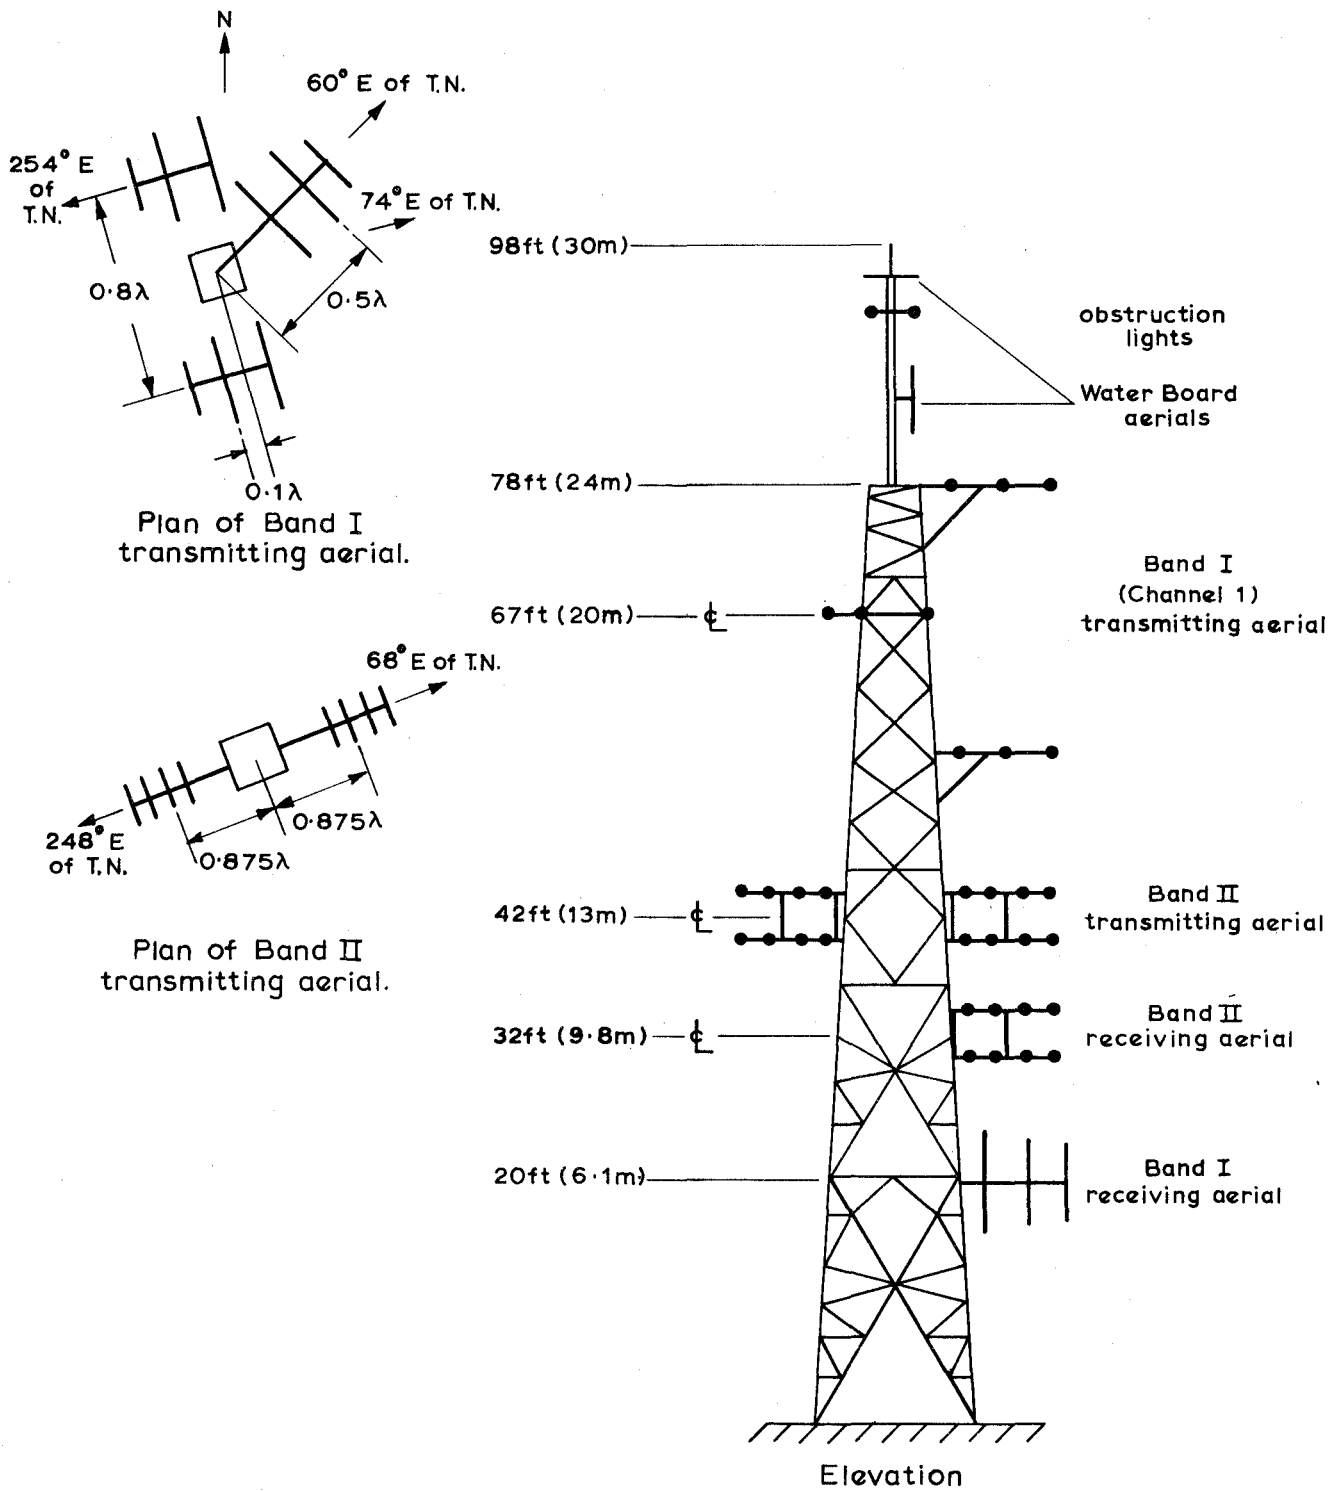 N
60° E of T.N.
254° E
of
T.N.
74° E of T.N.
0·8λ
0·5λ
0·1λ
Plan of Band I
transmitting aerial.
68° E of T.N.
248° E
of T.N.
0·875λ
0·875λ
Plan of Band II
transmitting aerial.
98ft (30m)
78ft (24m)
67ft (20m)
42ft (13m)
32ft (9·8m)
20ft (6·1m)
obstruction
lights
Water Board
aerials
Band I
(Channel 1)
transmitting aerial
Band II
transmitting aerial
Band II
receiving aerial
Band I
receiving aerial
Elevation